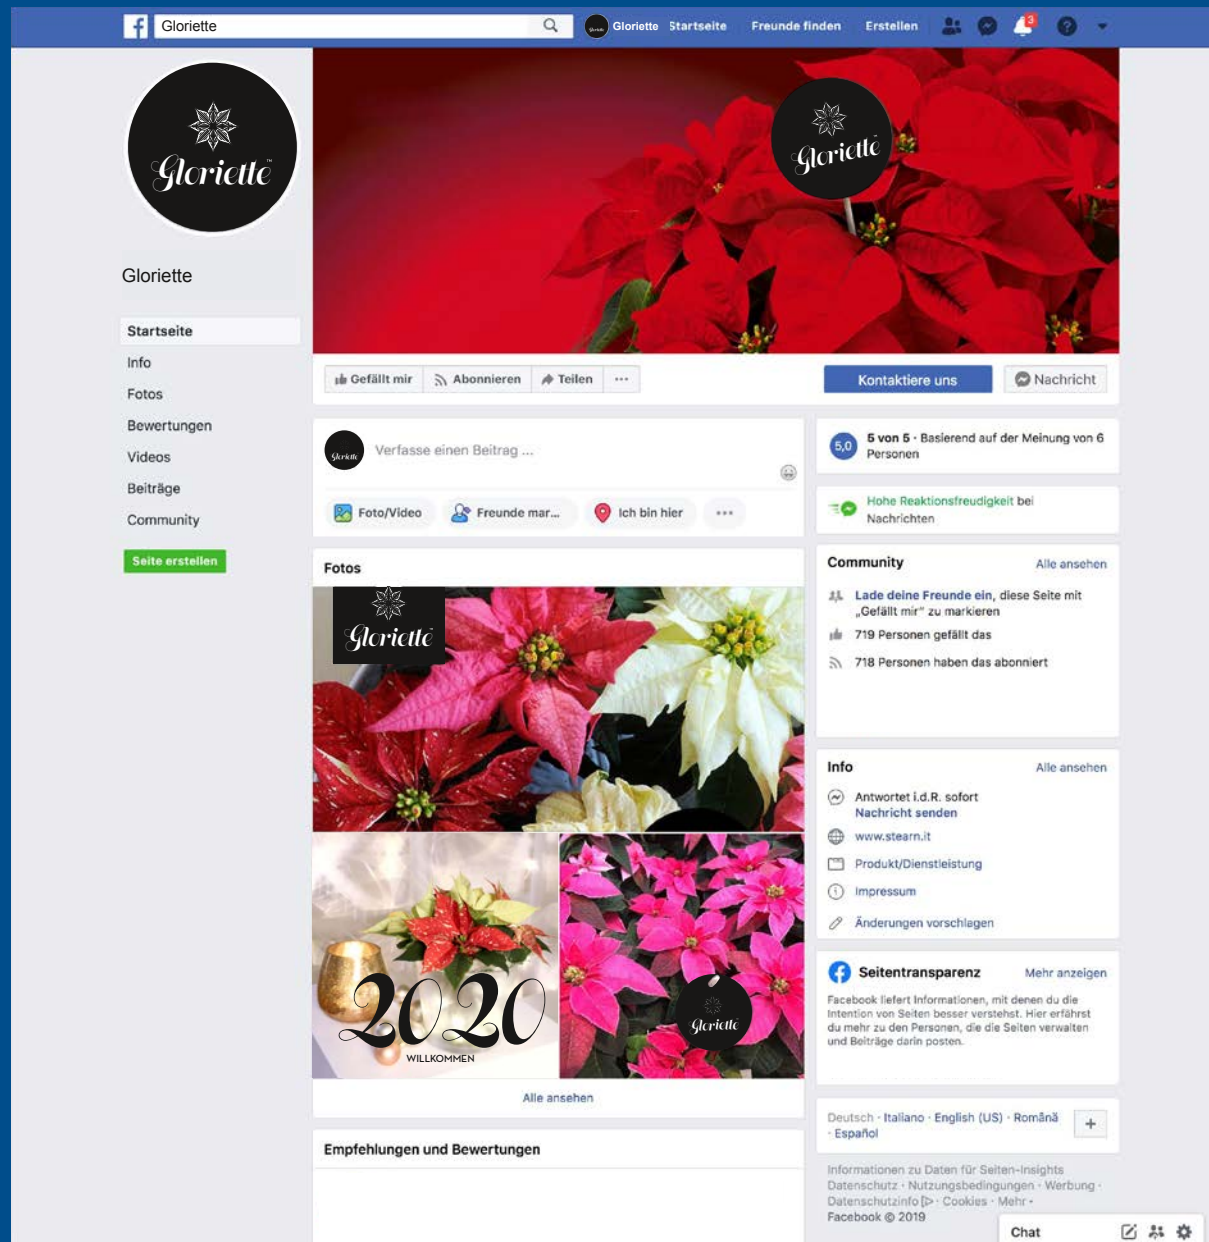 Gloriette
Gloriette Startseite Freunde finden Erstellen 3
Gloriette™
Gloriette™
Gloriette
Startseite
Info
Fotos
Bewertungen
Videos
Beiträge
Community
Seite erstellen
Gefällt mir Abonnieren Teilen ...
Kontaktiere uns Nachricht
Gloriette
Verfasse einen Beitrag ...
Foto/Video Freunde mar... Ich bin hier ...
Fotos
Gloriette
2020
WILLKOMMEN
Gloriette
Alle ansehen
Empfehlungen und Bewertungen
5,0
5 von 5 · Basierend auf der Meinung von 6
Personen
Hohe Reaktionsfreudigkeit bei
Nachrichten
Community Alle ansehen
Lade deine Freunde ein, diese Seite mit
„Gefällt mir“ zu markieren
719 Personen gefällt das
718 Personen haben das abonniert
Info Alle ansehen
Antwortet i.d.R. sofort
Nachricht senden
www.stearn.it
Produkt/Dienstleistung
Impressum
Änderungen vorschlagen
Seitentransparenz Mehr anzeigen
Facebook liefert Informationen, mit denen du die
Intention von Seiten besser verstehst. Hier erfährst
du mehr zu den Personen, die die Seiten verwalten
und Beiträge darin posten.
Deutsch · Italiano · English (US) · Română
· Español
Informationen zu Daten für Seiten-Insights
Datenschutz · Nutzungsbedingungen · Werbung ·
Datenschutzinfo · Cookies · Mehr
Facebook © 2019
Chat